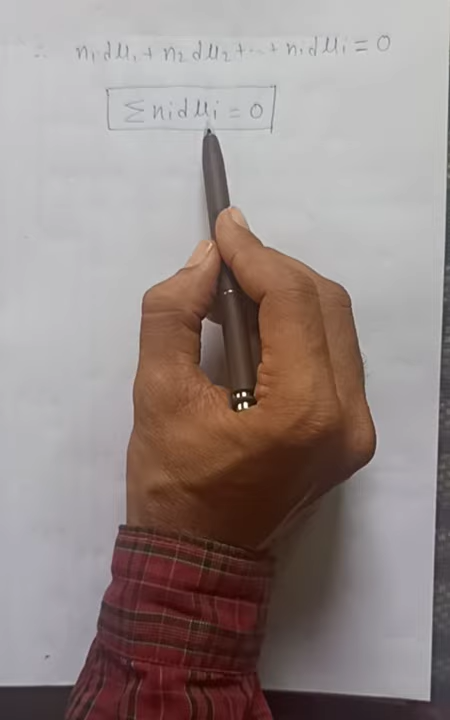 ∴ n₁dμ₁ + n₂dμ₂ + ... + nᵢdμᵢ = 0
Σ nᵢdμᵢ = 0